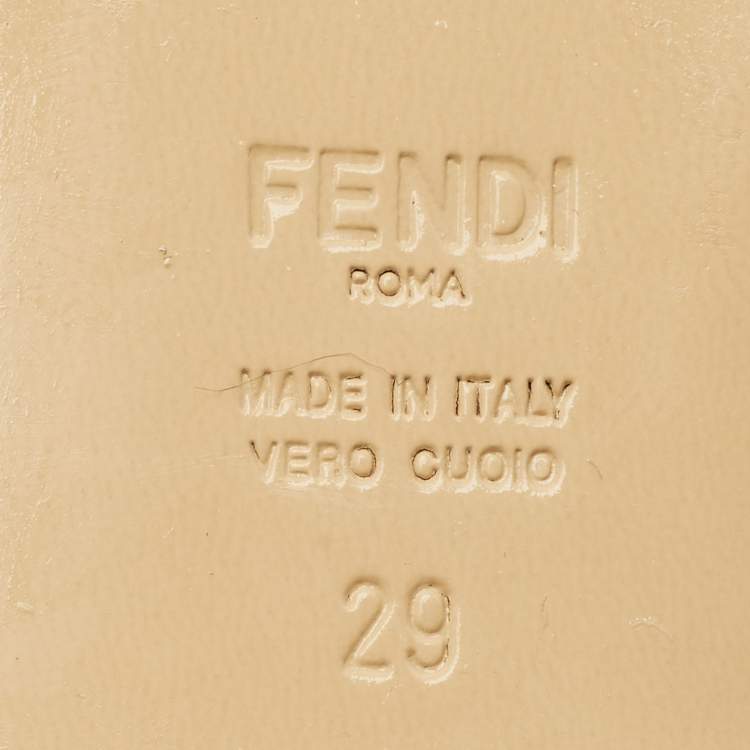 FENDI
ROMA
MADE IN ITALY
VERO CUOIO
29